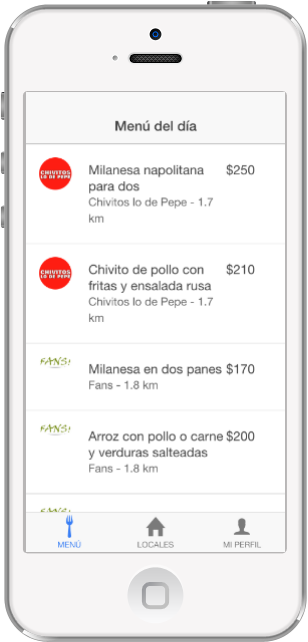 Menú del día
CHIVITOS
LO DE PEPE
Milanesa napolitana $250
para dos
Chivitos lo de Pepe - 1.7
km
CHIVITOS
LO DE PEPE
Chivito de pollo con $210
fritas y ensalada rusa
Chivitos lo de Pepe - 1.7
km
FANS!
Milanesa en dos panes $170
Fans - 1.8 km
FANS!
Arroz con pollo o carne $200
y verduras salteadas
Fans - 1.8 km
FANS!
MENÚ LOCALES MI PERFIL